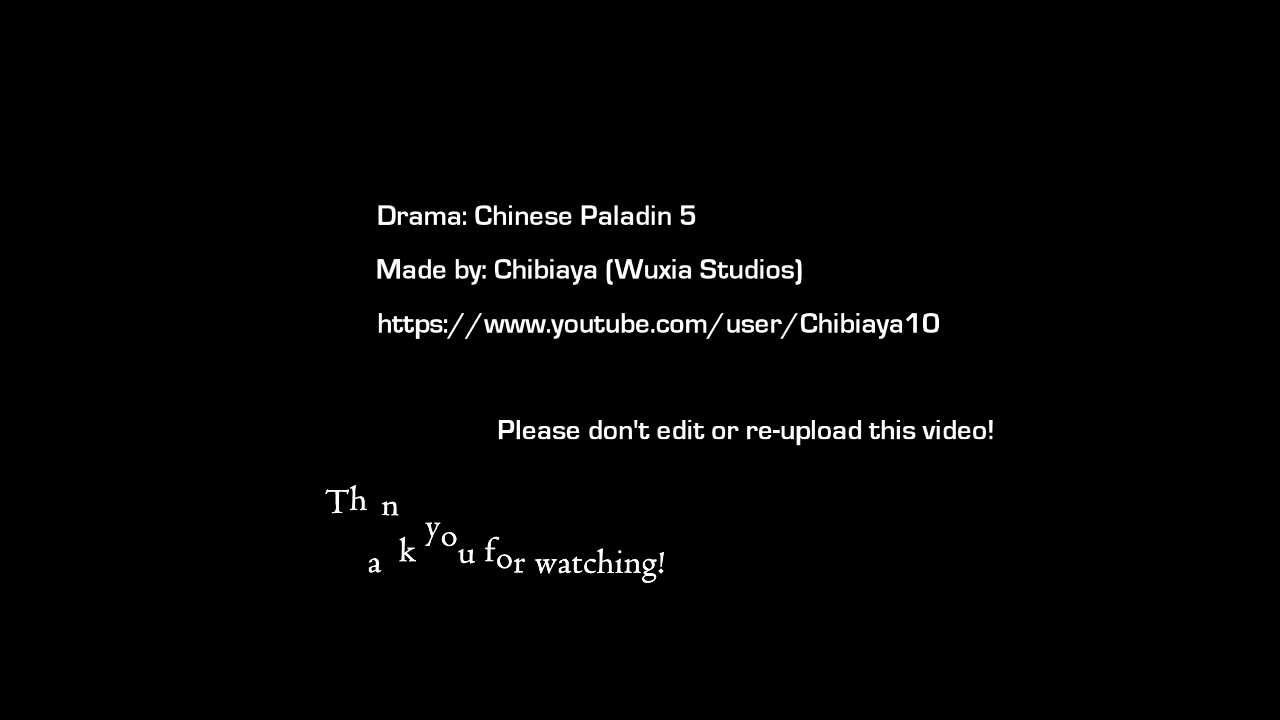 Drama: Chinese Paladin 5
Made by: Chibiaya (Wuxia Studios)
https://www.youtube.com/user/Chibiaya10
Please don't edit or re-upload this video!
Thank you for watching!